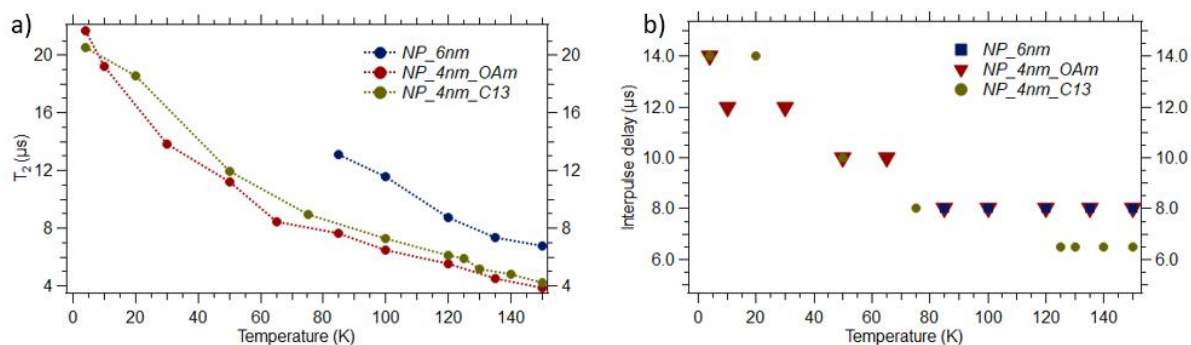 a)
20
16
12
8
4
T₂ (µs)
20
16
12
8
4
NP_6nm
NP_4nm_OAm
NP_4nm_C13
0 20 40 60 80 100 120 140
Temperature (K)
b)
14.0
12.0
10.0
8.0
6.0
Interpulse delay (µs)
14.0
12.0
10.0
8.0
6.0
NP_6nm
NP_4nm_OAm
NP_4nm_C13
0 20 40 60 80 100 120 140
Temperature (K)